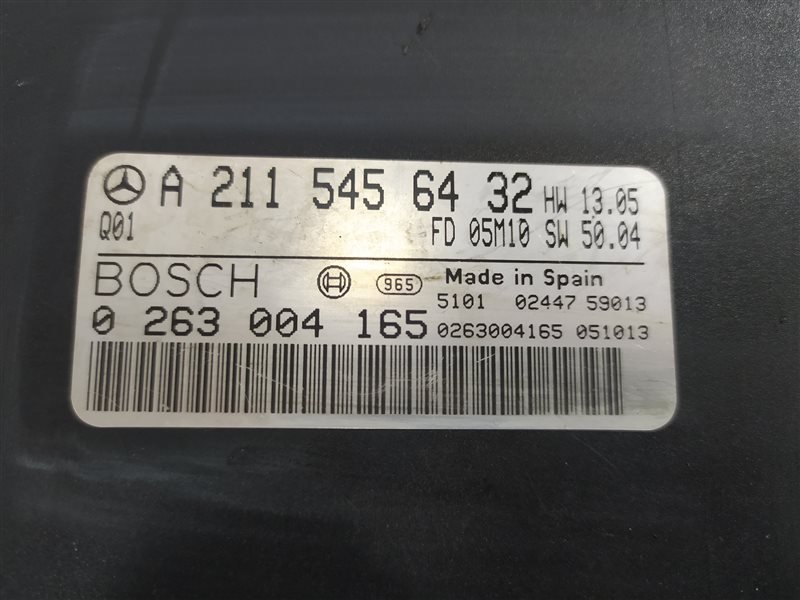 A 211 545 64 32 HW 13.05
Q01 FD 05M10 SW 50.04
BOSCH 965 Made in Spain
5101 02447 59013
0 263 004 165 0263004165 051013